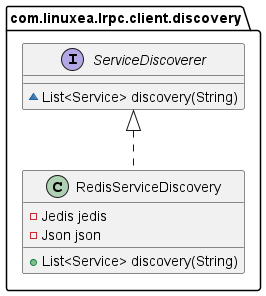 com.linuxea.lrpc.client.discovery
I ServiceDiscoverer
List<Service> discovery(String)
C RedisServiceDiscovery
Jedis jedis
Json json
List<Service> discovery(String)